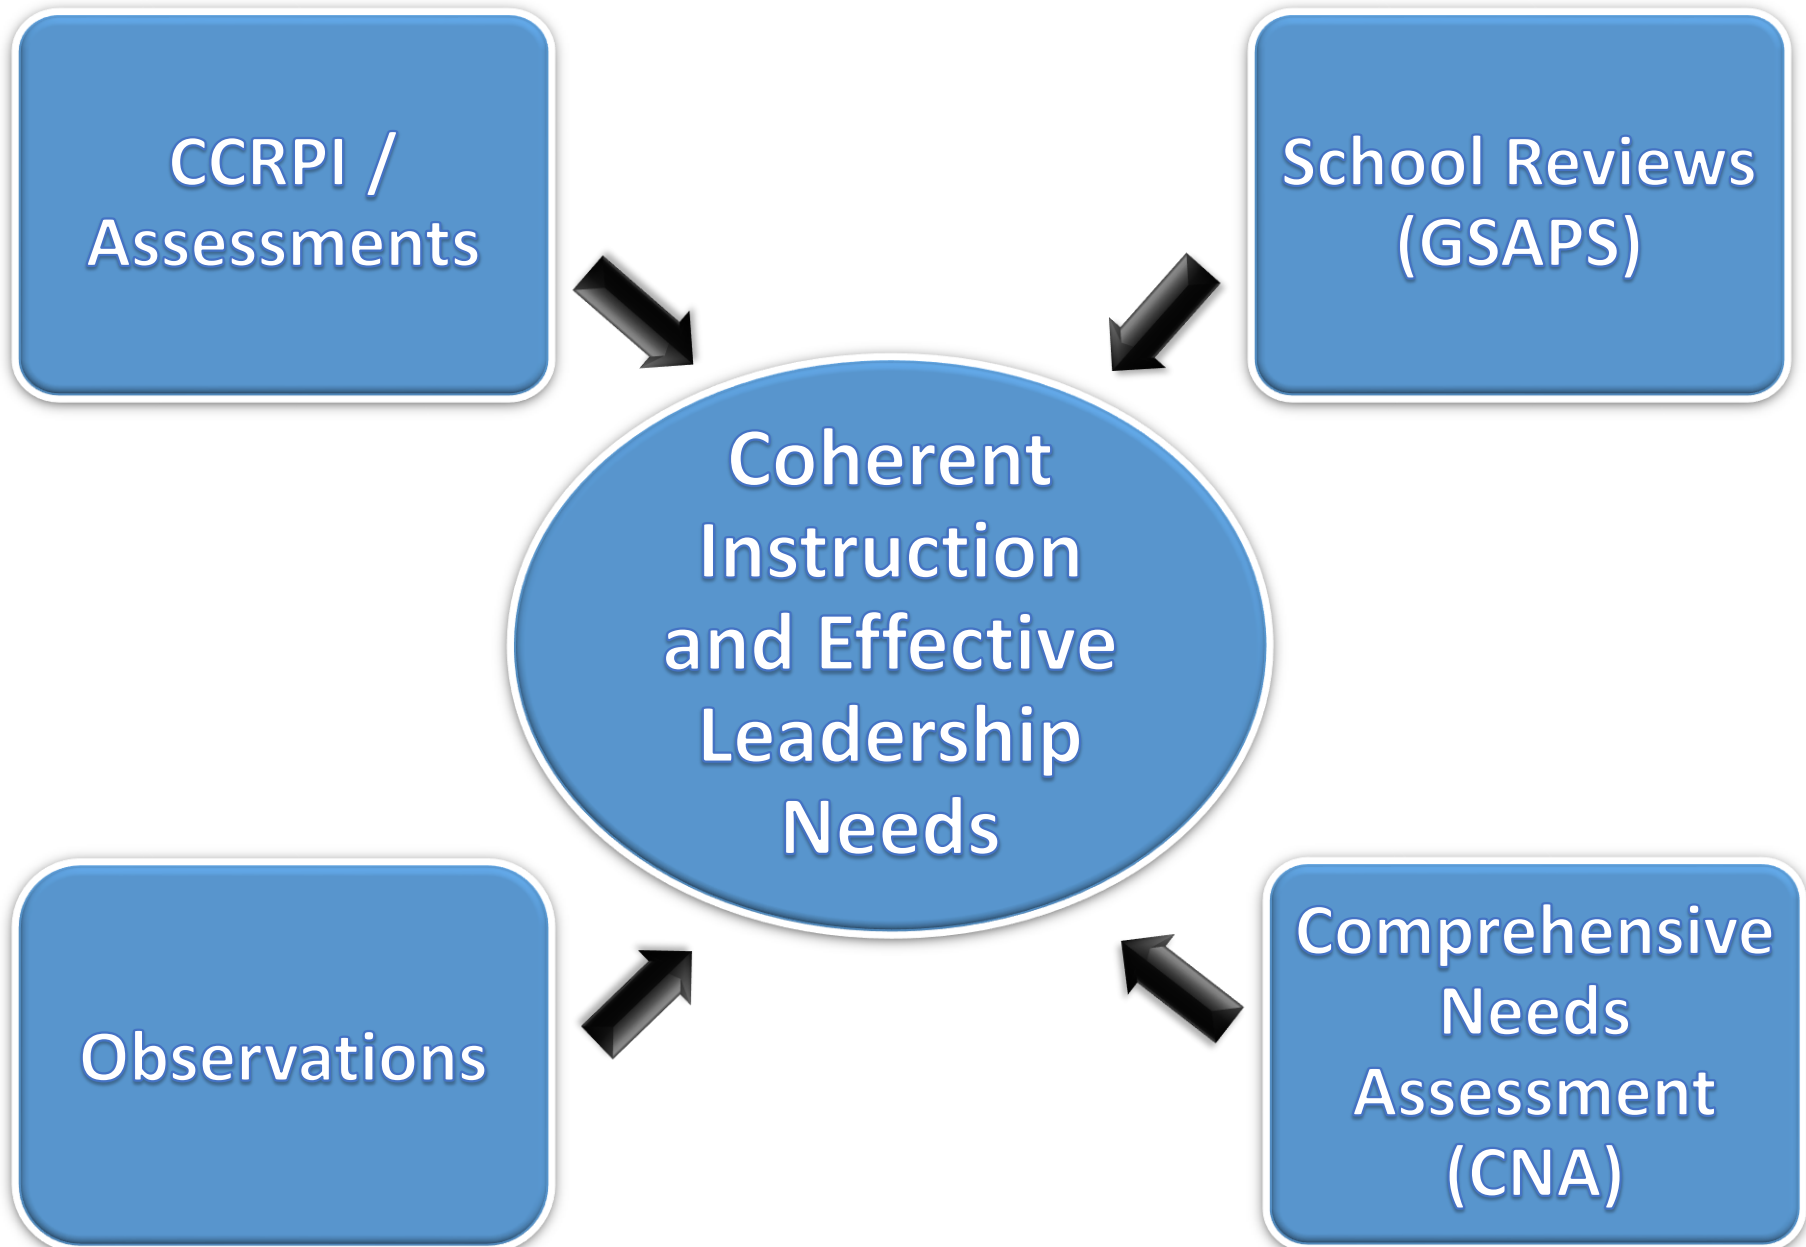 CCRPI /
Assessments
School Reviews
(GSAPS)
Coherent
Instruction
and Effective
Leadership
Needs
Observations
Comprehensive
Needs
Assessment
(CNA)